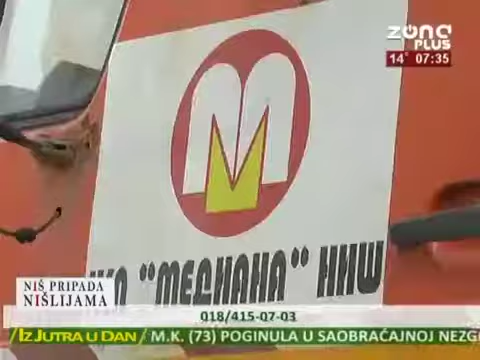 zona
PLUS
14° 07:35
M
"МЕДИАНА" НИШ
NIŠ PRIPADA
NIŠLIJAMA
018/415-07-03
IZ JUTRA U DAN / M.K. (73) POGINULA U SAOBRAĆAJNOJ NEZG